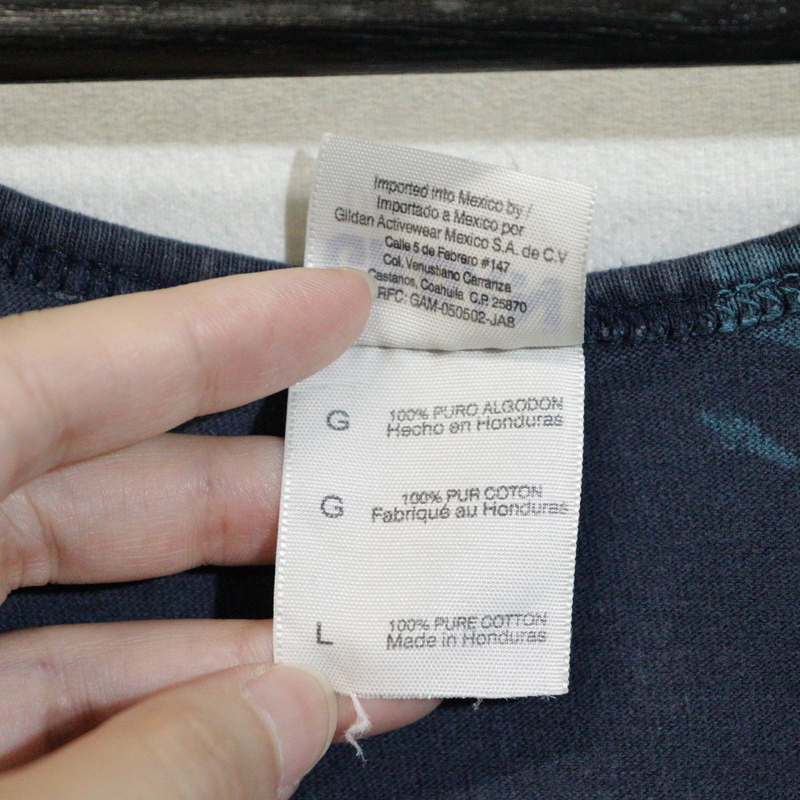 Imported into Mexico by/
Importado a Mexico por
Gildan Activewear Mexico S.A. de C.V
Calle 5 de Febrero #147
Col. Venustiano Carranza
Castanos, Coahuila C.P. 25870
RFC: GAM-050502-JA8
G 100% PURO ALGODON
Hecho en Honduras
G 100% PUR COTON
Fabriqué au Honduras
L 100% PURE COTTON
Made in Honduras